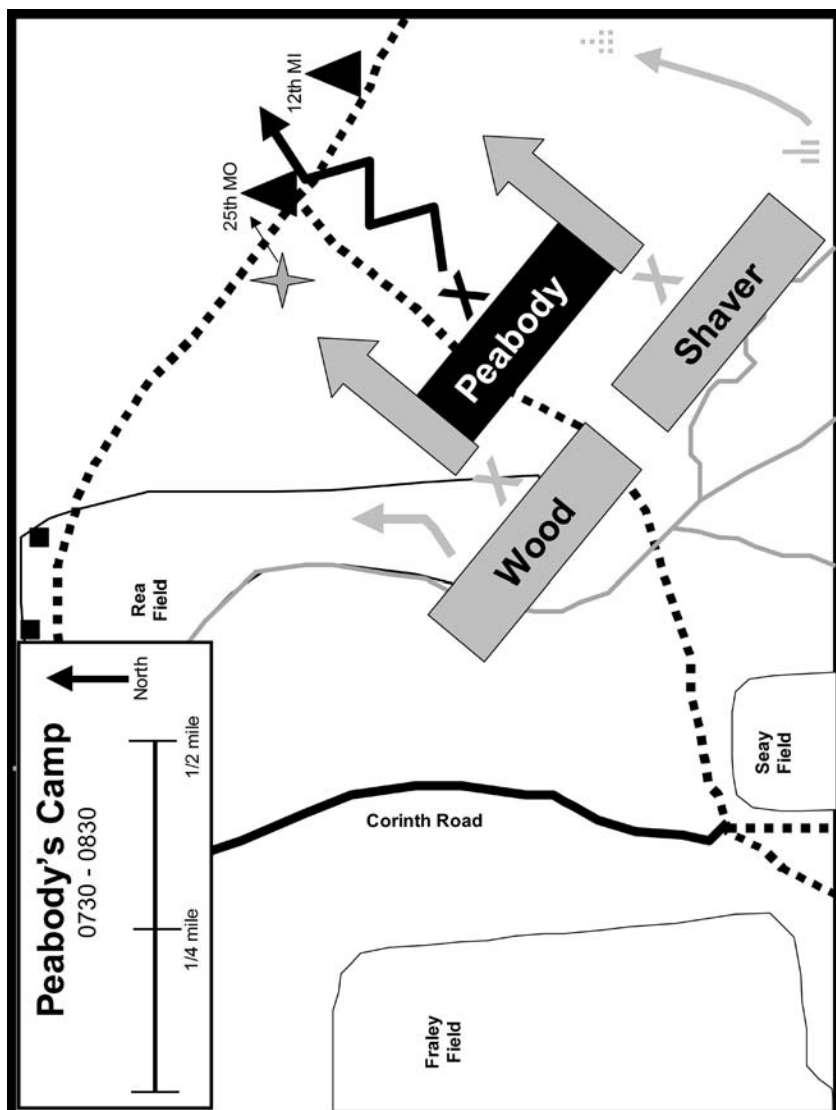 Peabody's Camp
0730 - 0830
1/4 mile
1/2 mile
North
Rea
Field
25th MO
12th MI
X
Peabody
X
Shaver
X
Wood
Corinth Road
Seay
Field
Fraley
Field